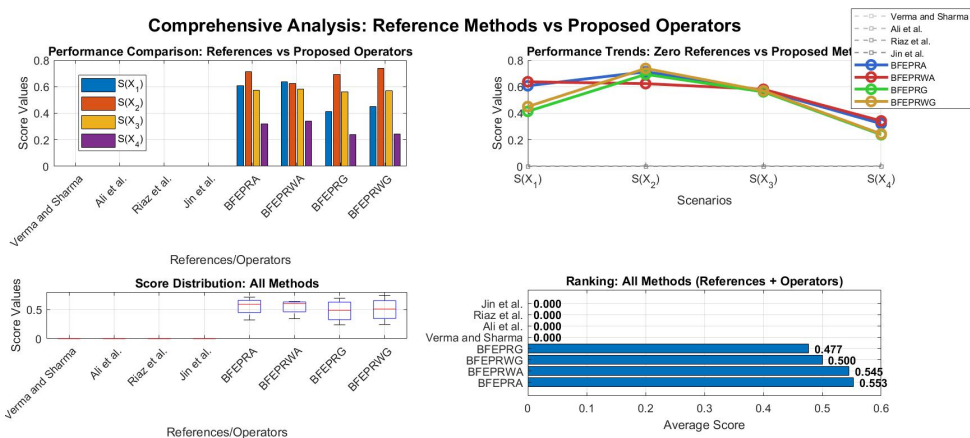 Comprehensive Analysis: Reference Methods vs Proposed Operators
Performance Comparison: References vs Proposed Operators
Score Values
0.8
0.6
0.4
0.2
0
S(X1)
S(X2)
S(X3)
S(X4)
Verma and Sharma
Ali et al.
Riaz et al.
Jin et al.
BFEPRA
BFEPRWA
BFEPRG
BFEPRWG
References/Operators
Performance Trends: Zero References vs Proposed Met
Verma and Sharma
Ali et al.
Riaz et al.
Jin et al.
BFEPRA
BFEPRWA
BFEPRG
BFEPRWG
Score Values
0.8
0.6
0.4
0.2
0
S(X1)
S(X2)
S(X3)
S(X4)
Scenarios
Score Distribution: All Methods
Score Values
0.5
0
Verma and Sharma
Ali et al.
Riaz et al.
Jin et al.
BFEPRA
BFEPRWA
BFEPRG
BFEPRWG
References/Operators
Ranking: All Methods (References + Operators)
Jin et al. 0.000
Riaz et al. 0.000
Ali et al. 0.000
Verma and Sharma 0.000
BFEPRG 0.477
BFEPRWG 0.500
BFEPRWA 0.545
BFEPRA 0.553
0 0.1 0.2 0.3 0.4 0.5 0.6
Average Score